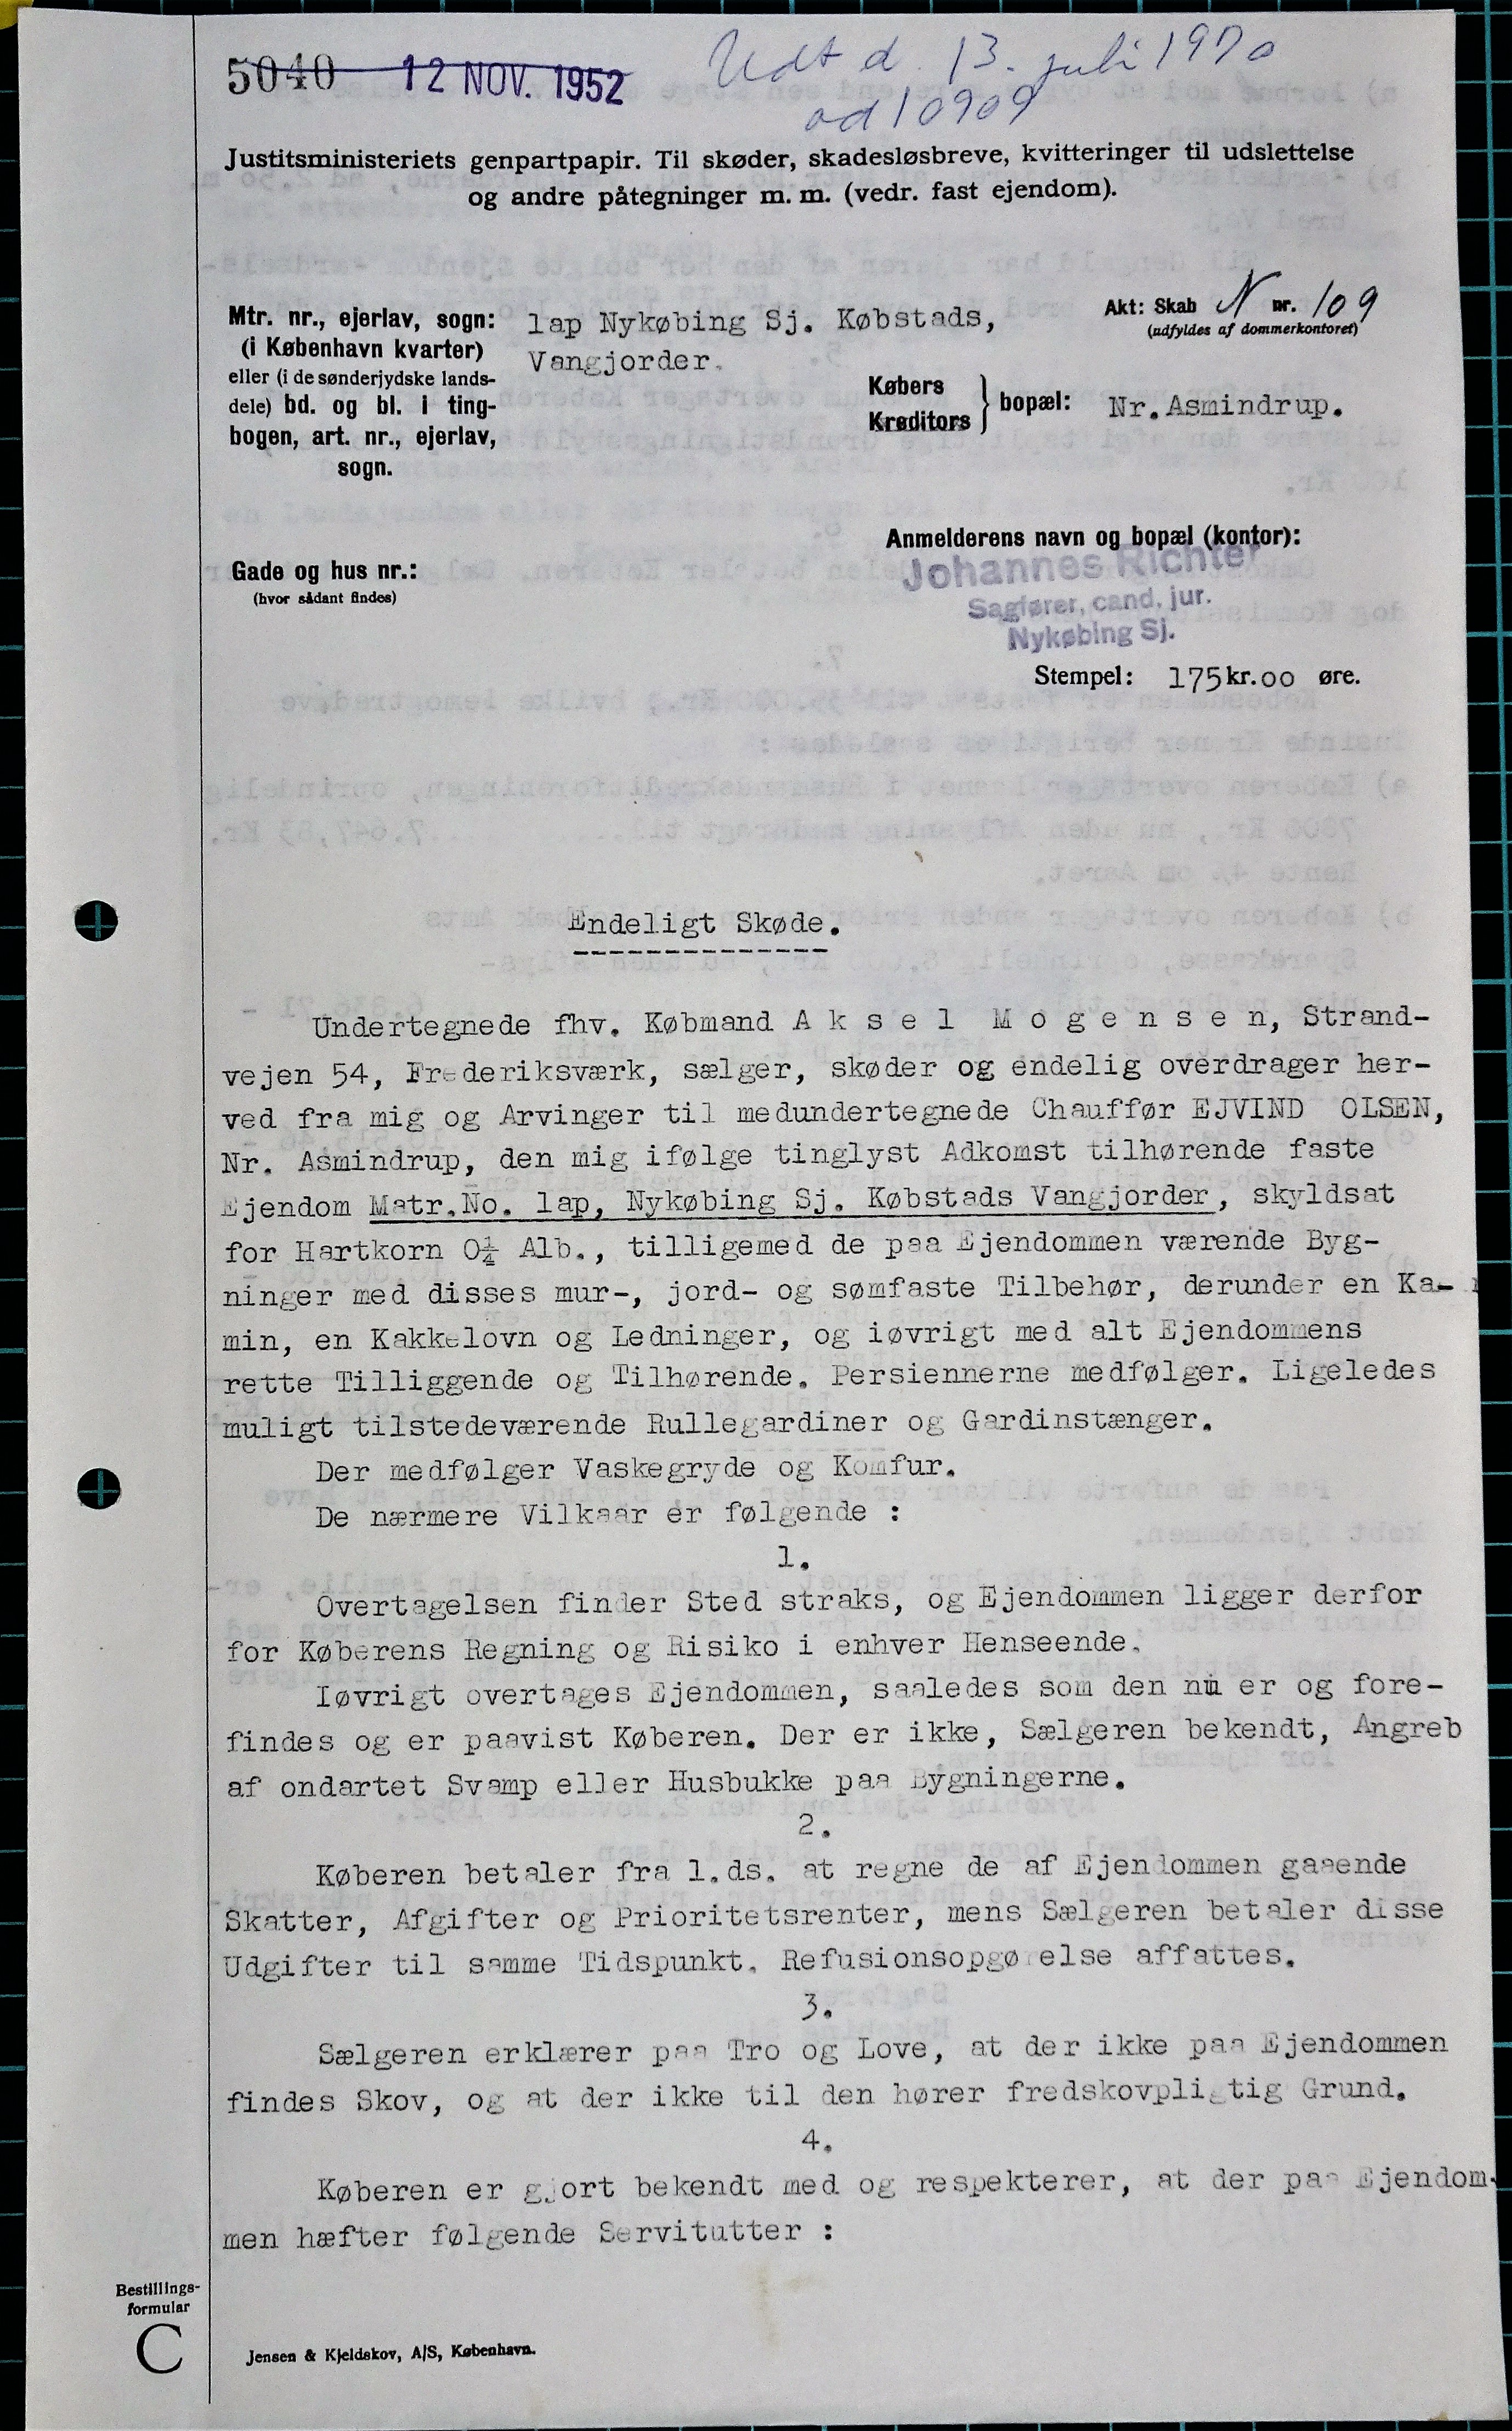 5040 12 NOV. 1952
Udt d. 13. juli 1970
ad 10909
Justitsministeriets genpartpapir. Til skøder, skadesløsbreve, kvitteringer til udslettelse
og andre påtegninger m. m. (vedr. fast ejendom).
Mtr. nr., ejerlav, sogn:
(i København kvarter)
eller (i de sønderjydske lands-
dele) bd. og bl. i ting-
bogen, art. nr., ejerlav,
sogn.
1ap Nykøbing Sj. Købstads,
Vangjorder.
Akt: Skab N nr. 109
(udfyldes af dommerkontoret)
Købers
Kreditors
bopæl: Nr. Asmindrup.
Gade og hus nr.:
(hvor sådant findes)
Anmelderens navn og bopæl (kontor):
Johannes Richter
Sagfører, cand. jur.
Nykøbing Sj.
Stempel: 175 kr. 00 øre.
Endeligt Skøde.
--------------
Undertegnede fhv. Købmand A k s e l M o g e n s e n, Strand-
vejen 54, Frederiksværk, sælger, skøder og endelig overdrager her-
ved fra mig og Arvinger til medundertegnede Chauffør EJVIND OLSEN,
Nr. Asmindrup, den mig ifølge tinglyst Adkomst tilhørende faste
Ejendom Matr.No. 1ap, Nykøbing Sj. Købstads Vangjorder, skyldsat
for Hartkorn 0¼ Alb., tilligemed de paa Ejendommen værende Byg-
ninger med disses mur-, jord- og sømfaste Tilbehør, derunder en Ka-
min, en Kakkelovn og Ledninger, og iøvrigt med alt Ejendommens
rette Tilliggende og Tilhørende. Persiennerne medfølger. Ligeledes
muligt tilstedeværende Rullegardiner og Gardinstænger.
Der medfølger Vaskegryde og Komfur.
De nærmere Vilkaar er følgende :
1.
Overtagelsen finder Sted straks, og Ejendommen ligger derfor
for Køberens Regning og Risiko i enhver Henseende.
Iøvrigt overtages Ejendommen, saaledes som den nu er og fore-
findes og er paavist Køberen. Der er ikke, Sælgeren bekendt, Angreb
af ondartet Svamp eller Husbukke paa Bygningerne.
2.
Køberen betaler fra 1.ds. at regne de af Ejendommen gaaende
Skatter, Afgifter og Prioritetsrenter, mens Sælgeren betaler disse
Udgifter til samme Tidspunkt. Refusionsopgørelse affattes.
3.
Sælgeren erklærer paa Tro og Love, at der ikke paa Ejendommen
findes Skov, og at der ikke til den hører fredskovpligtig Grund.
4.
Køberen er gjort bekendt med og respekterer, at der paa Ejendom-
men hæfter følgende Servitutter :
Bestillings-
formular
C
Jensen & Kjeldskov, A/S, København.